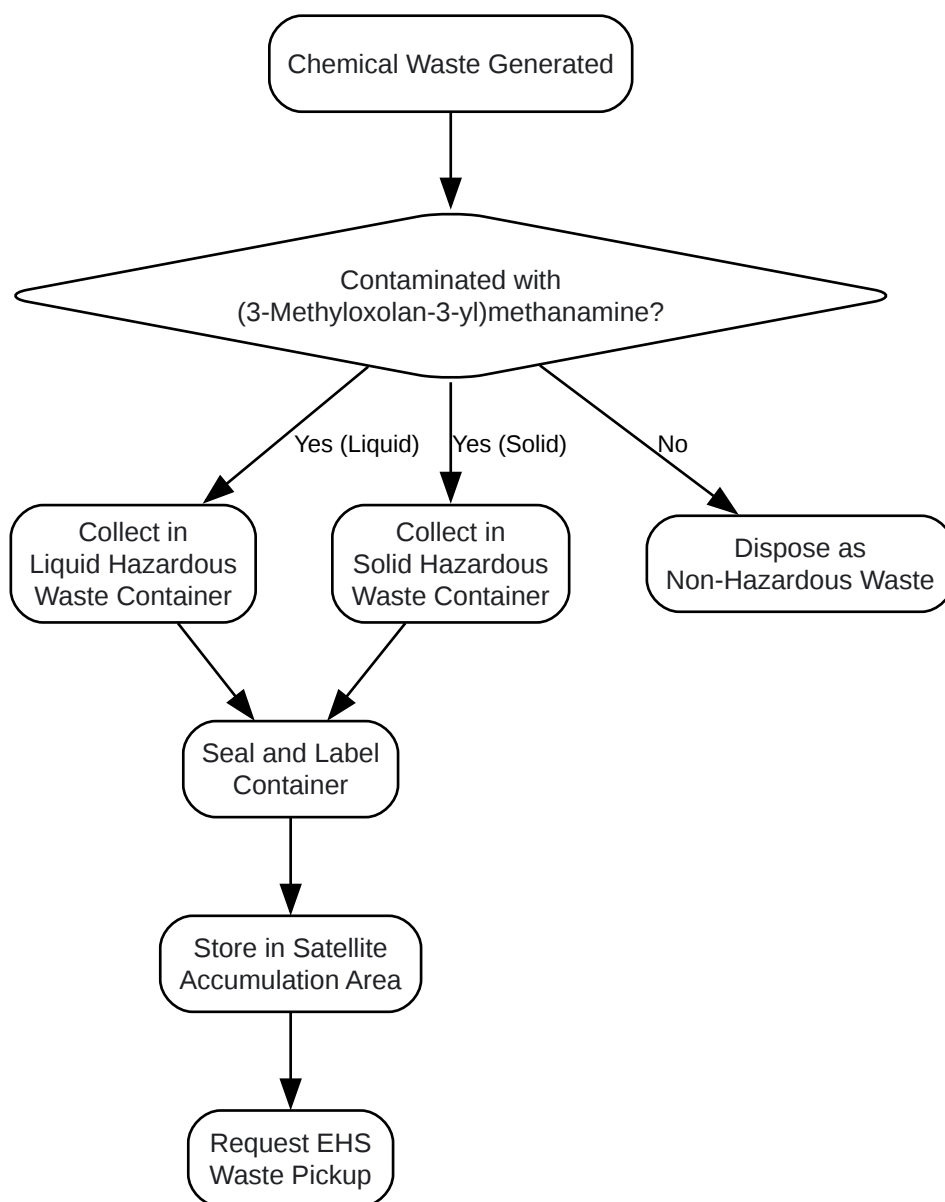 Chemical Waste Generated
Contaminated with
(3-Methyloxolan-3-yl)methanamine?
Yes (Liquid)
Yes (Solid)
No
Collect in
Liquid Hazardous
Waste Container
Collect in
Solid Hazardous
Waste Container
Dispose as
Non-Hazardous Waste
Seal and Label
Container
Store in Satellite
Accumulation Area
Request EHS
Waste Pickup